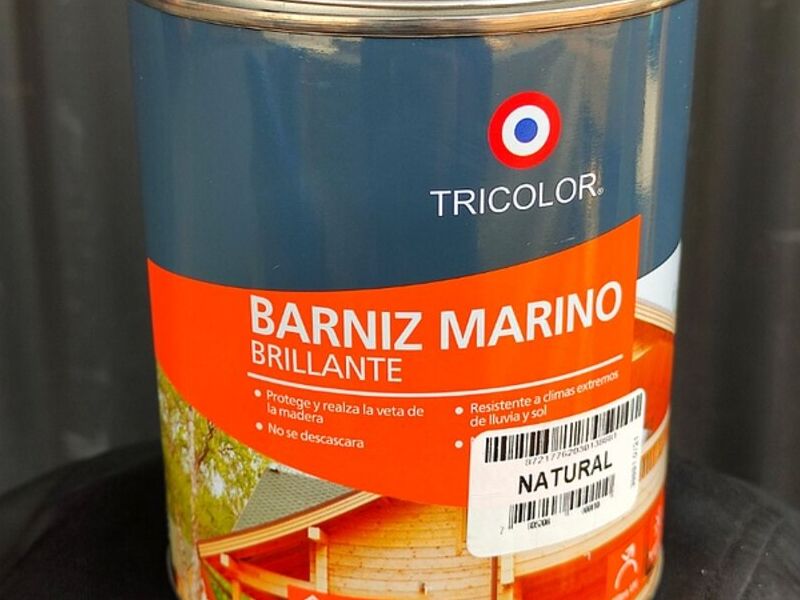 TRICOLOR®
BARNIZ MARINO
BRILLANTE
• Protege y realza la veta de
la madera
• No se descascara
• Resistente a climas extremos
de lluvia y sol
NATURAL